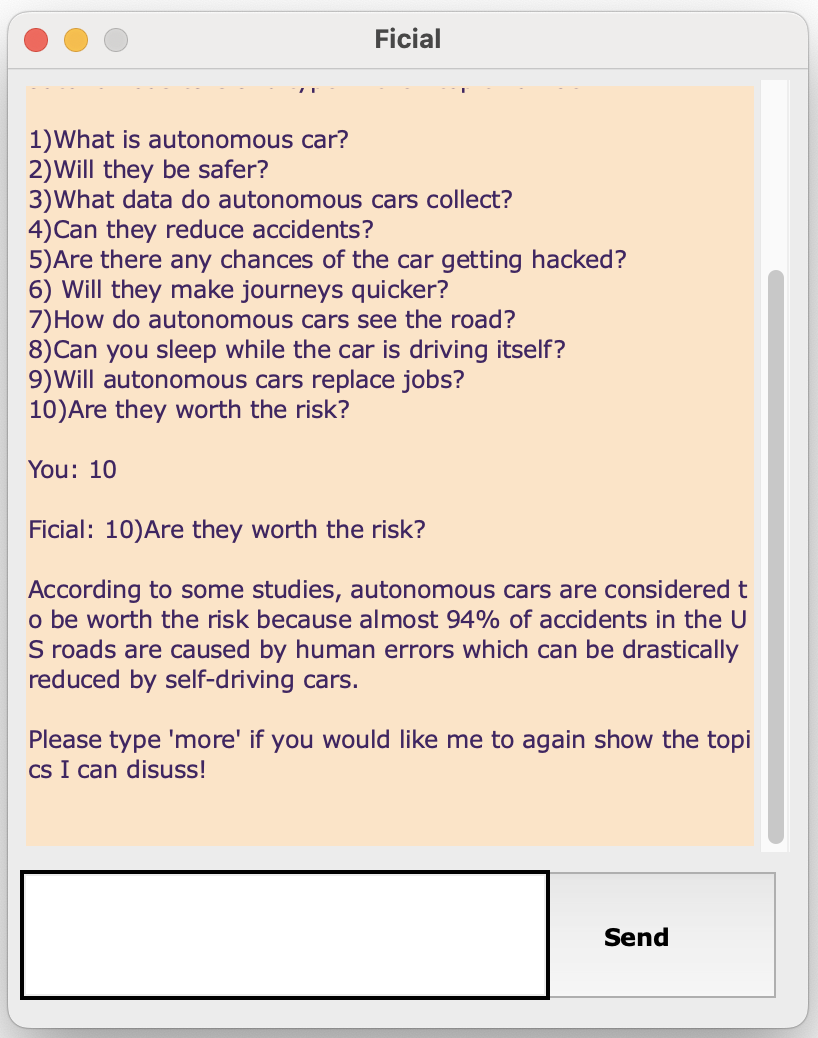 Ficial
1)What is autonomous car?
2)Will they be safer?
3)What data do autonomous cars collect?
4)Can they reduce accidents?
5)Are there any chances of the car getting hacked?
6) Will they make journeys quicker?
7)How do autonomous cars see the road?
8)Can you sleep while the car is driving itself?
9)Will autonomous cars replace jobs?
10)Are they worth the risk?
You: 10
Ficial: 10)Are they worth the risk?
According to some studies, autonomous cars are considered t
o be worth the risk because almost 94% of accidents in the U
S roads are caused by human errors which can be drastically
reduced by self-driving cars.
Please type 'more' if you would like me to again show the topi
cs I can disuss!
Send